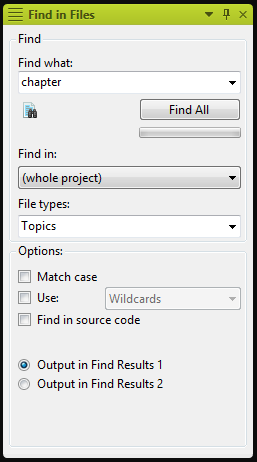 Find in Files
Find
Find what:
chapter
Find All
Find in:
(whole project)
File types:
Topics
Options:
Match case
Use:
Wildcards
Find in source code
Output in Find Results 1
Output in Find Results 2